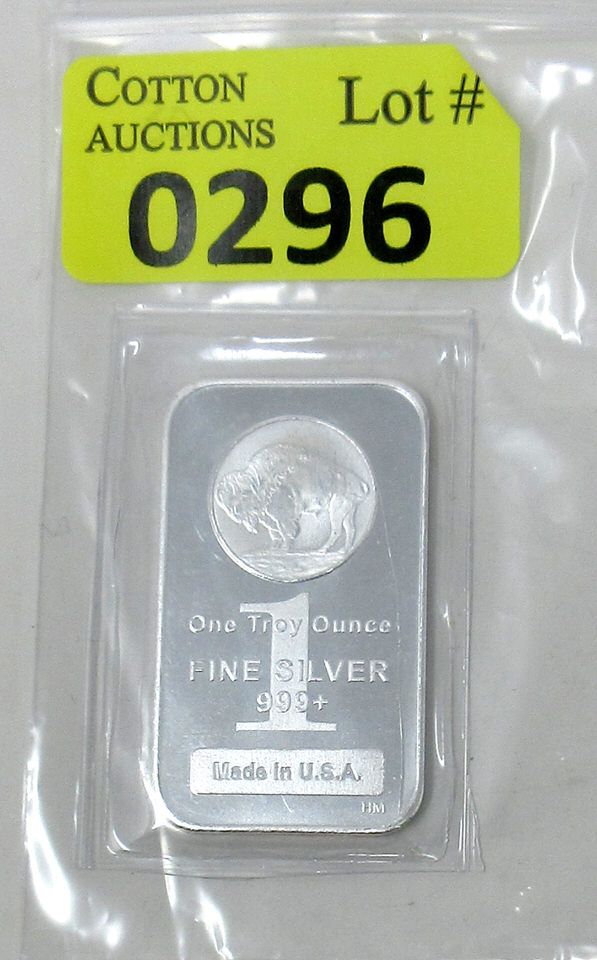 COTTON
AUCTIONS
Lot #
0296
1
One Troy Ounce
FINE SILVER
999+
Made in U.S.A.
HM